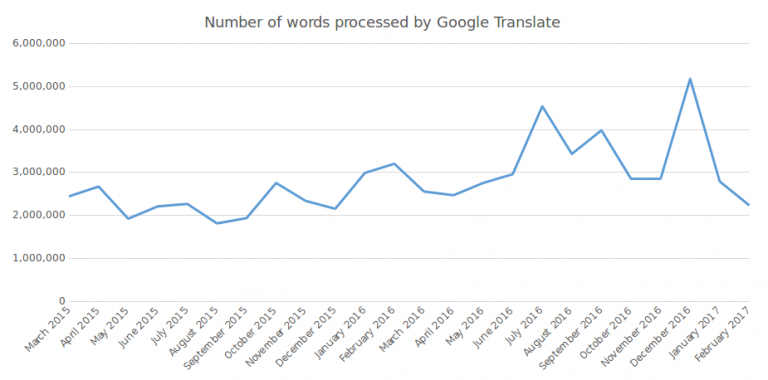 Number of words processed by Google Translate
6,000,000
5,000,000
4,000,000
3,000,000
2,000,000
1,000,000
0
March 2015
April 2015
May 2015
June 2015
July 2015
August 2015
September 2015
October 2015
November 2015
December 2015
January 2016
February 2016
March 2016
April 2016
May 2016
June 2016
July 2016
August 2016
September 2016
October 2016
November 2016
December 2016
January 2017
February 2017